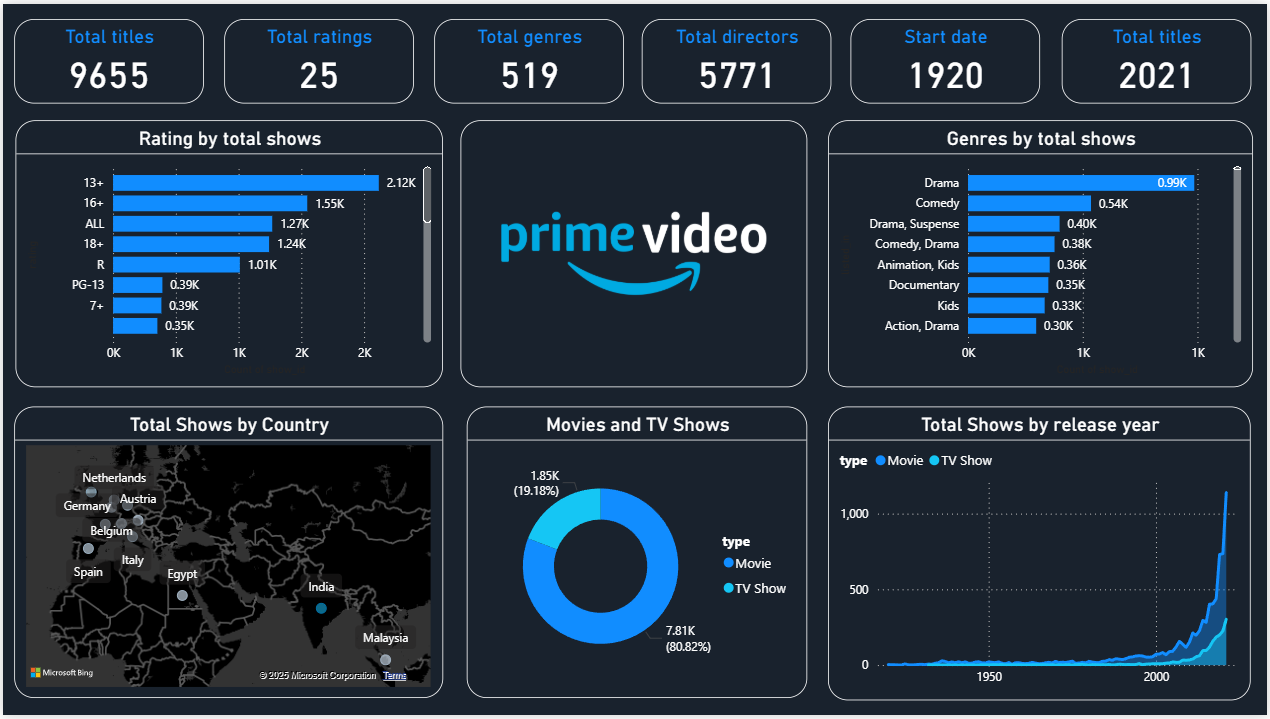 Total titles
9655
Total ratings
25
Total genres
519
Total directors
5771
Start date
1920
Total titles
2021
Rating by total shows
13+ 2.12K
16+ 1.55K
ALL 1.27K
18+ 1.24K
R 1.01K
PG-13 0.39K
7+ 0.39K
0.35K
0K 1K 1K 2K 2K
prime video
Genres by total shows
Drama 0.99K
Comedy 0.54K
Drama, Suspense 0.40K
Comedy, Drama 0.38K
Animation, Kids 0.36K
Documentary 0.35K
Kids 0.33K
Action, Drama 0.30K
0K 1K 1K
Total Shows by Country
Netherlands
Germany
Austria
Belgium
Italy
Spain
Egypt
India
Malaysia
Microsoft Bing
© 2025 Microsoft Corporation Terms
Movies and TV Shows
1.85K
(19.18%)
type
Movie
TV Show
7.81K
(80.82%)
Total Shows by release year
type Movie TV Show
1,000
500
0
1950 2000